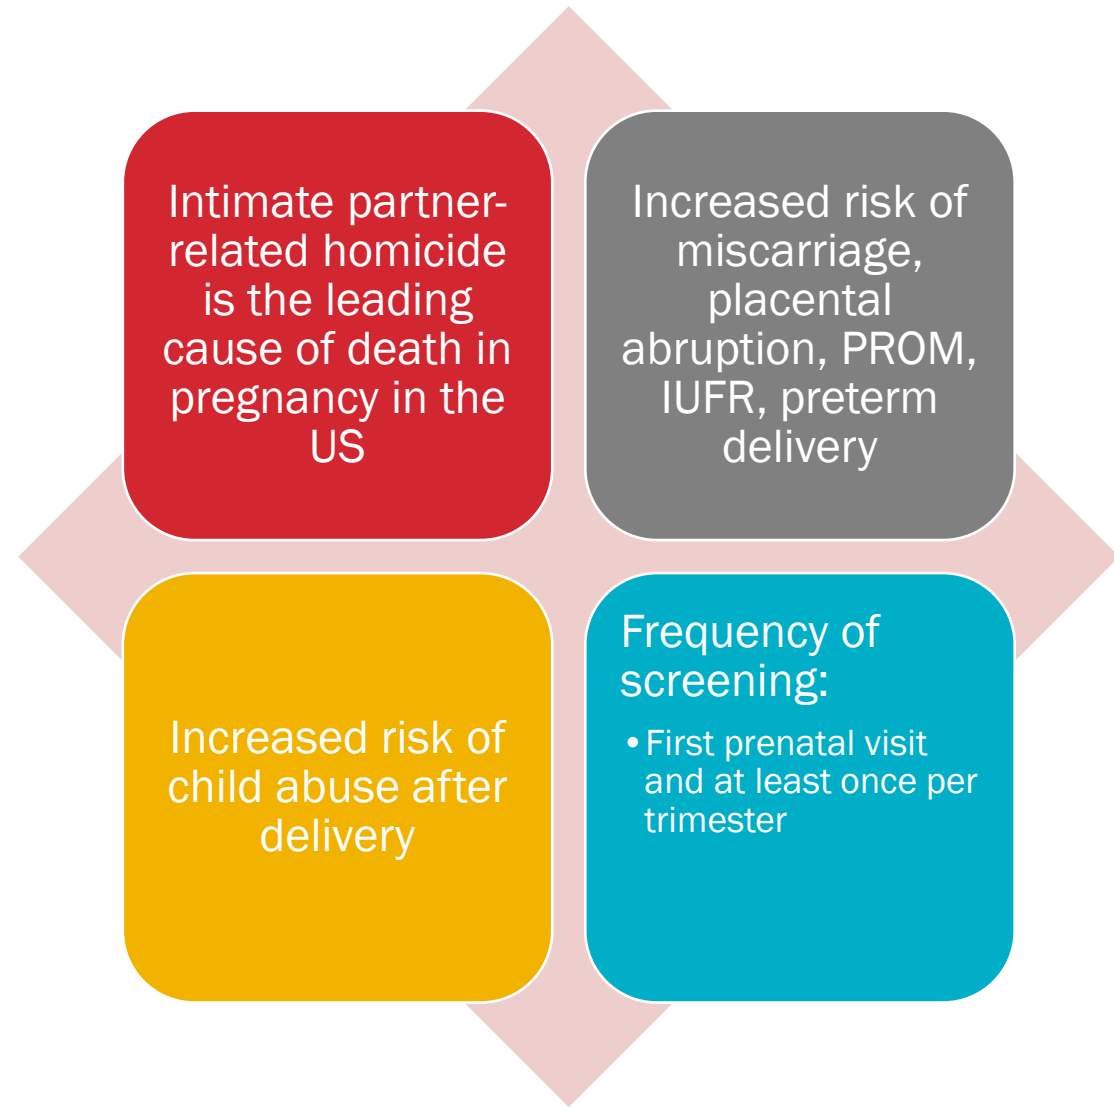 Intimate partner-
related homicide
is the leading
cause of death in
pregnancy in the
US
Increased risk of
miscarriage,
placental
abruption, PROM,
IUFR, preterm
delivery
Increased risk of
child abuse after
delivery
Frequency of
screening:
•First prenatal visit
and at least once per
trimester